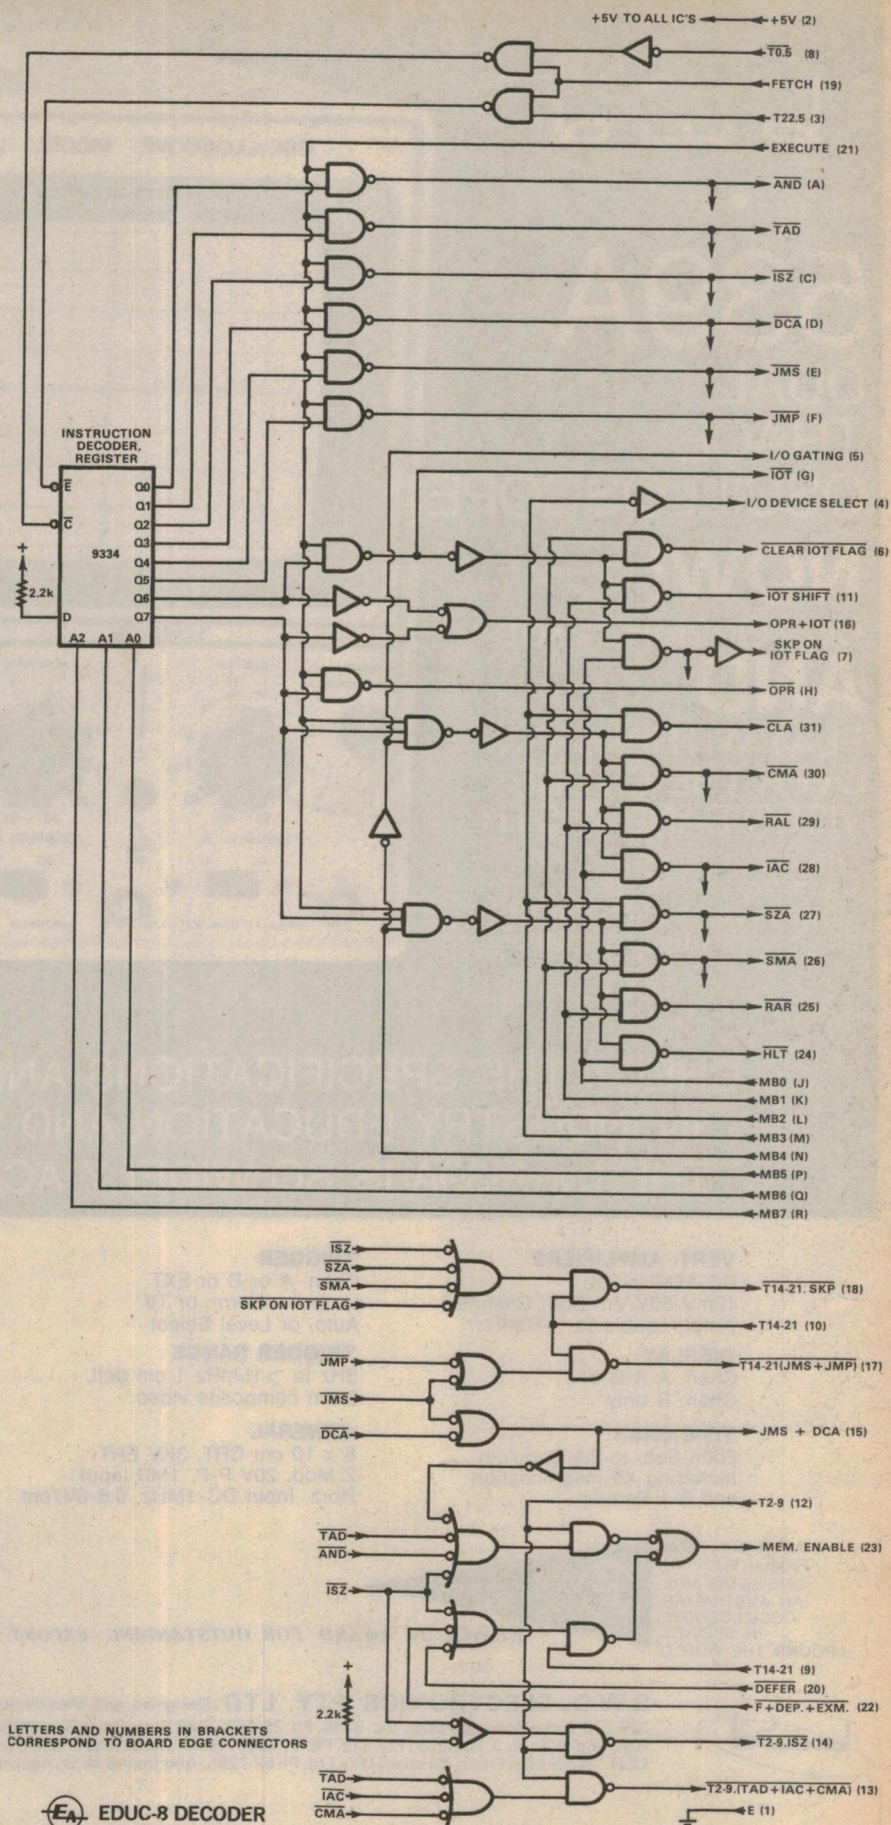 +5V TO ALL IC'S
+5V (2)
T0.5 (8)
FETCH (19)
T22.5 (3)
EXECUTE (21)
AND (A)
TAD
ISZ (C)
DCA (D)
JMS (E)
JMP (F)
I/O GATING (5)
IOT (G)
I/O DEVICE SELECT (4)
CLEAR IOT FLAG (6)
IOT SHIFT (11)
OPR+IOT (16)
SKP ON
IOT FLAG (7)
OPR (H)
CLA (31)
CMA (30)
RAL (29)
IAC (28)
SZA (27)
SMA (26)
RAR (25)
HLT (24)
MB0 (J)
MB1 (K)
MB2 (L)
MB3 (M)
MB4 (N)
MB5 (P)
MB6 (Q)
MB7 (R)
INSTRUCTION
DECODER,
REGISTER
E
C
D
9334
Q0
Q1
Q2
Q3
Q4
Q5
Q6
Q7
A2 A1 A0
+
2.2k
ISZ
SZA
SMA
SKP ON IOT FLAG
T14-21. SKP (18)
T14-21 (10)
JMP
JMS
DCA
T14-21(JMS+JMP) (17)
JMS + DCA (15)
T2-9 (12)
TAD
AND
ISZ
MEM. ENABLE (23)
T14-21 (9)
DEFER (20)
F+DEP.+EXM. (22)
+
2.2k
T2-9.ISZ (14)
TAD
IAC
CMA
T2-9.(TAD+IAC+CMA) (13)
E (1)
LETTERS AND NUMBERS IN BRACKETS
CORRESPOND TO BOARD EDGE CONNECTORS
EA EDUC-8 DECODER